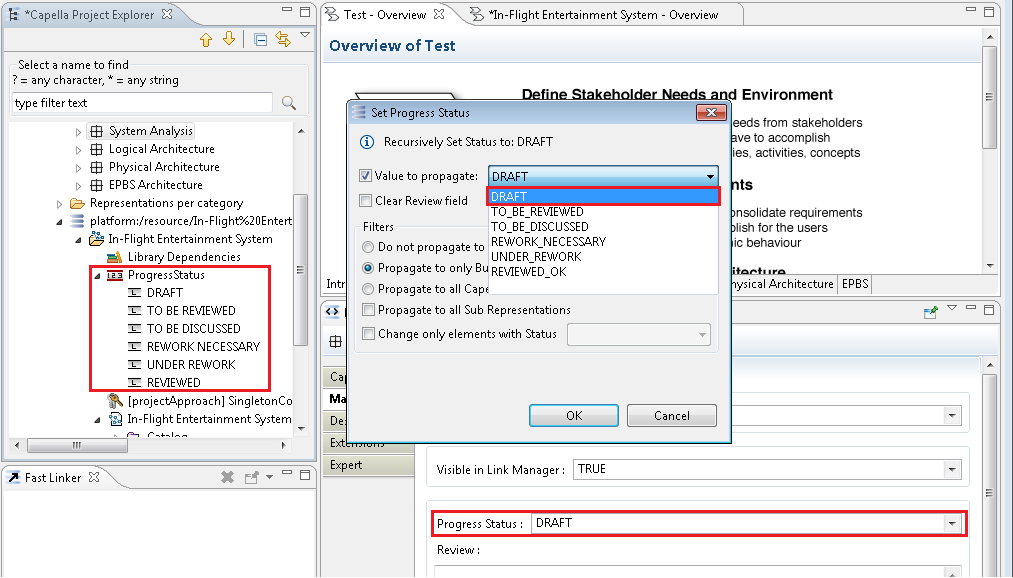 *Capella Project Explorer
Select a name to find
? = any character, * = any string
type filter text
System Analysis
Logical Architecture
Physical Architecture
EPBS Architecture
Representations per category
platform:/resource/In-Flight%20Entert
In-Flight Entertainment System
Library Dependencies
ProgressStatus
DRAFT
TO BE REVIEWED
TO BE DISCUSSED
REWORK NECESSARY
UNDER REWORK
REVIEWED
[projectApproach] SingletonCo
In-Flight Entertainment System
Catalog
Fast Linker
Test - Overview
*In-Flight Entertainment System - Overview
Overview of Test
Define Stakeholder Needs and Environment
eeds from stakeholders
ave to accomplish
ies, activities, concepts
nts
onsolidate requirements
plish for the users
nic behaviour
itecture
Intr
hysical Architecture
EPBS
Set Progress Status
Recursively Set Status to: DRAFT
Value to propagate:
DRAFT
DRAFT
TO_BE_REVIEWED
TO_BE_DISCUSSED
REWORK_NECESSARY
UNDER_REWORK
REVIEWED_OK
Clear Review field
Filters
Do not propagate to
Propagate to only Bu
Propagate to all Cape
Propagate to all Sub Representations
Change only elements with Status
OK
Cancel
Cap
Ma
De
Extensions
Expert
Visible in Link Manager :
TRUE
Progress Status :
DRAFT
Review :